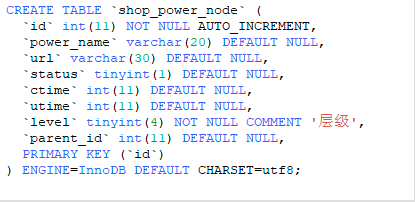 CREATE TABLE `shop_power_node` (
  `id` int(11) NOT NULL AUTO_INCREMENT,
  `power_name` varchar(20) DEFAULT NULL,
  `url` varchar(30) DEFAULT NULL,
  `status` tinyint(1) DEFAULT NULL,
  `ctime` int(11) DEFAULT NULL,
  `utime` int(11) DEFAULT NULL,
  `level` tinyint(4) NOT NULL COMMENT '层级',
  `parent_id` int(11) DEFAULT NULL,
  PRIMARY KEY (`id`)
) ENGINE=InnoDB DEFAULT CHARSET=utf8;